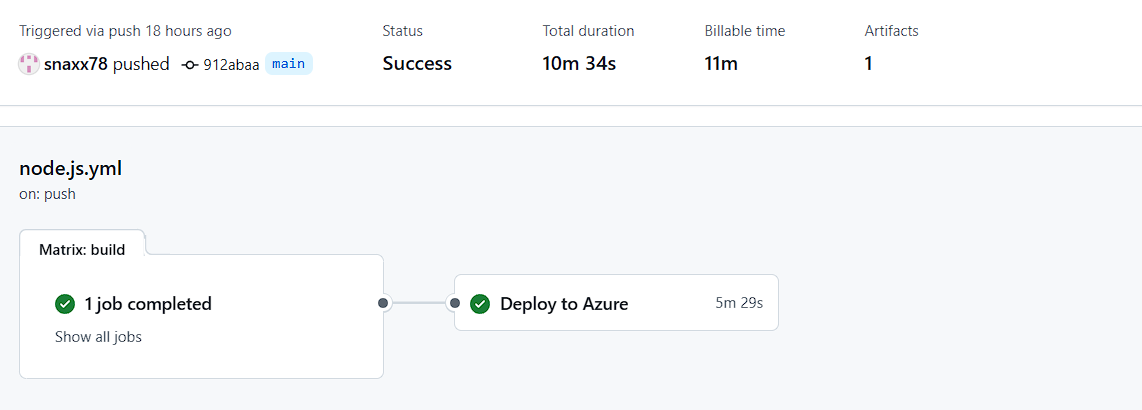 Triggered via push 18 hours ago
snaxx78 pushed 912abaa main
Status
Success
Total duration
10m 34s
Billable time
11m
Artifacts
1
node.js.yml
on: push
Matrix: build
1 job completed
Show all jobs
Deploy to Azure 5m 29s